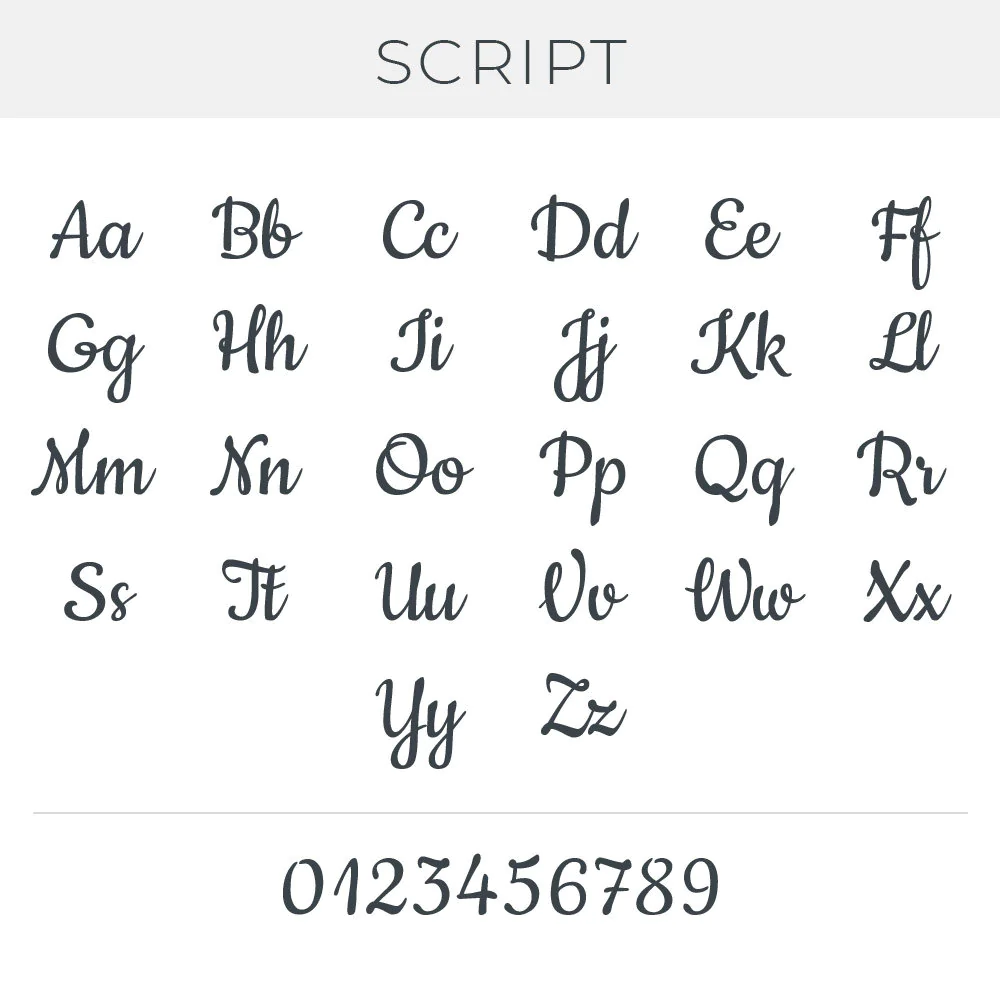 SCRIPT
Aa Bb Cc Dd Ee Ff
Gg Hh Ii Jj Kk Ll
Mm Nn Oo Pp Qq Rr
Ss Tt Uu Vv Ww Xx
Yy Zz
0123456789